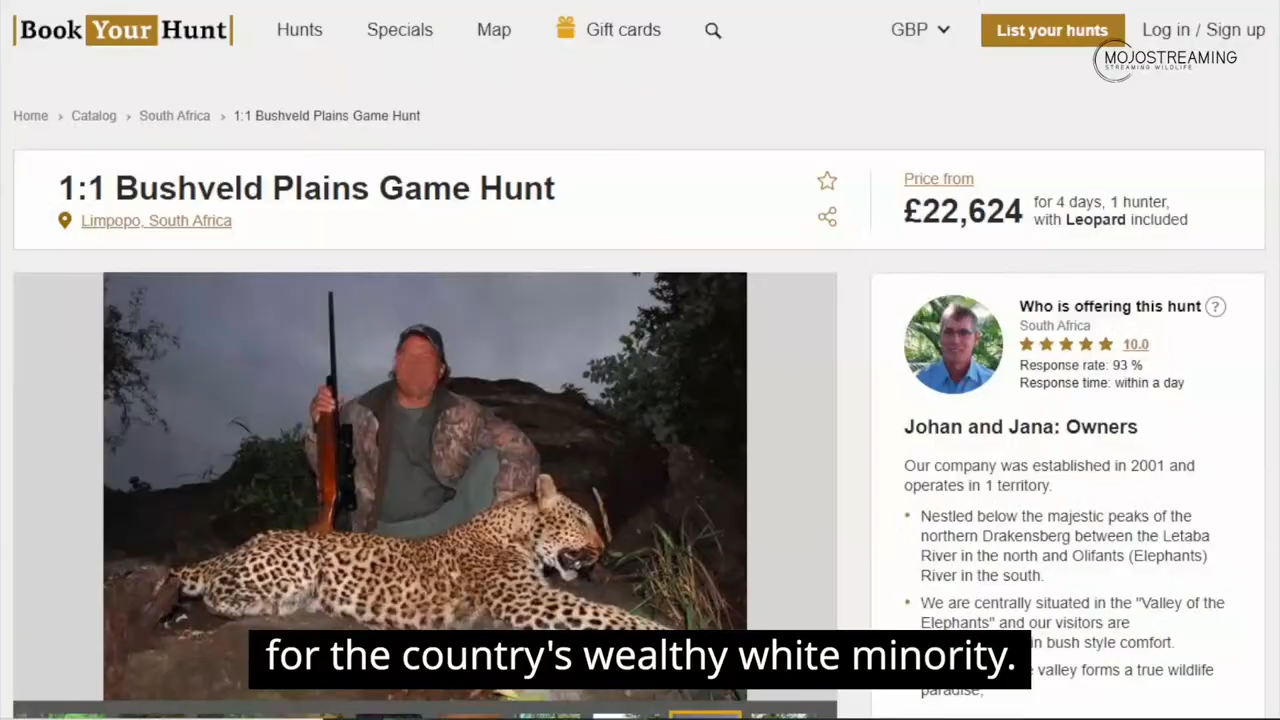 Book Your Hunt
Hunts
Specials
Map
Gift cards
GBP
List your hunts
Log in / Sign up
MOJOSTREAMING
STREAMING WILDLIFE
Home › Catalog › South Africa › 1:1 Bushveld Plains Game Hunt
1:1 Bushveld Plains Game Hunt
Limpopo, South Africa
Price from
£22,624
for 4 days, 1 hunter,
with Leopard included
Who is offering this hunt ?
South Africa
10.0
Response rate: 93 %
Response time: within a day
Johan and Jana: Owners
Our company was established in 2001 and
operates in 1 territory.
• Nestled below the majestic peaks of the
northern Drakensberg between the Letaba
River in the north and Olifants (Elephants)
River in the south.
• We are centrally situated in the "Valley of the
Elephants" and our visitors are
in bush style comfort.
valley forms a true wildlife
paradise,
for the country's wealthy white minority.